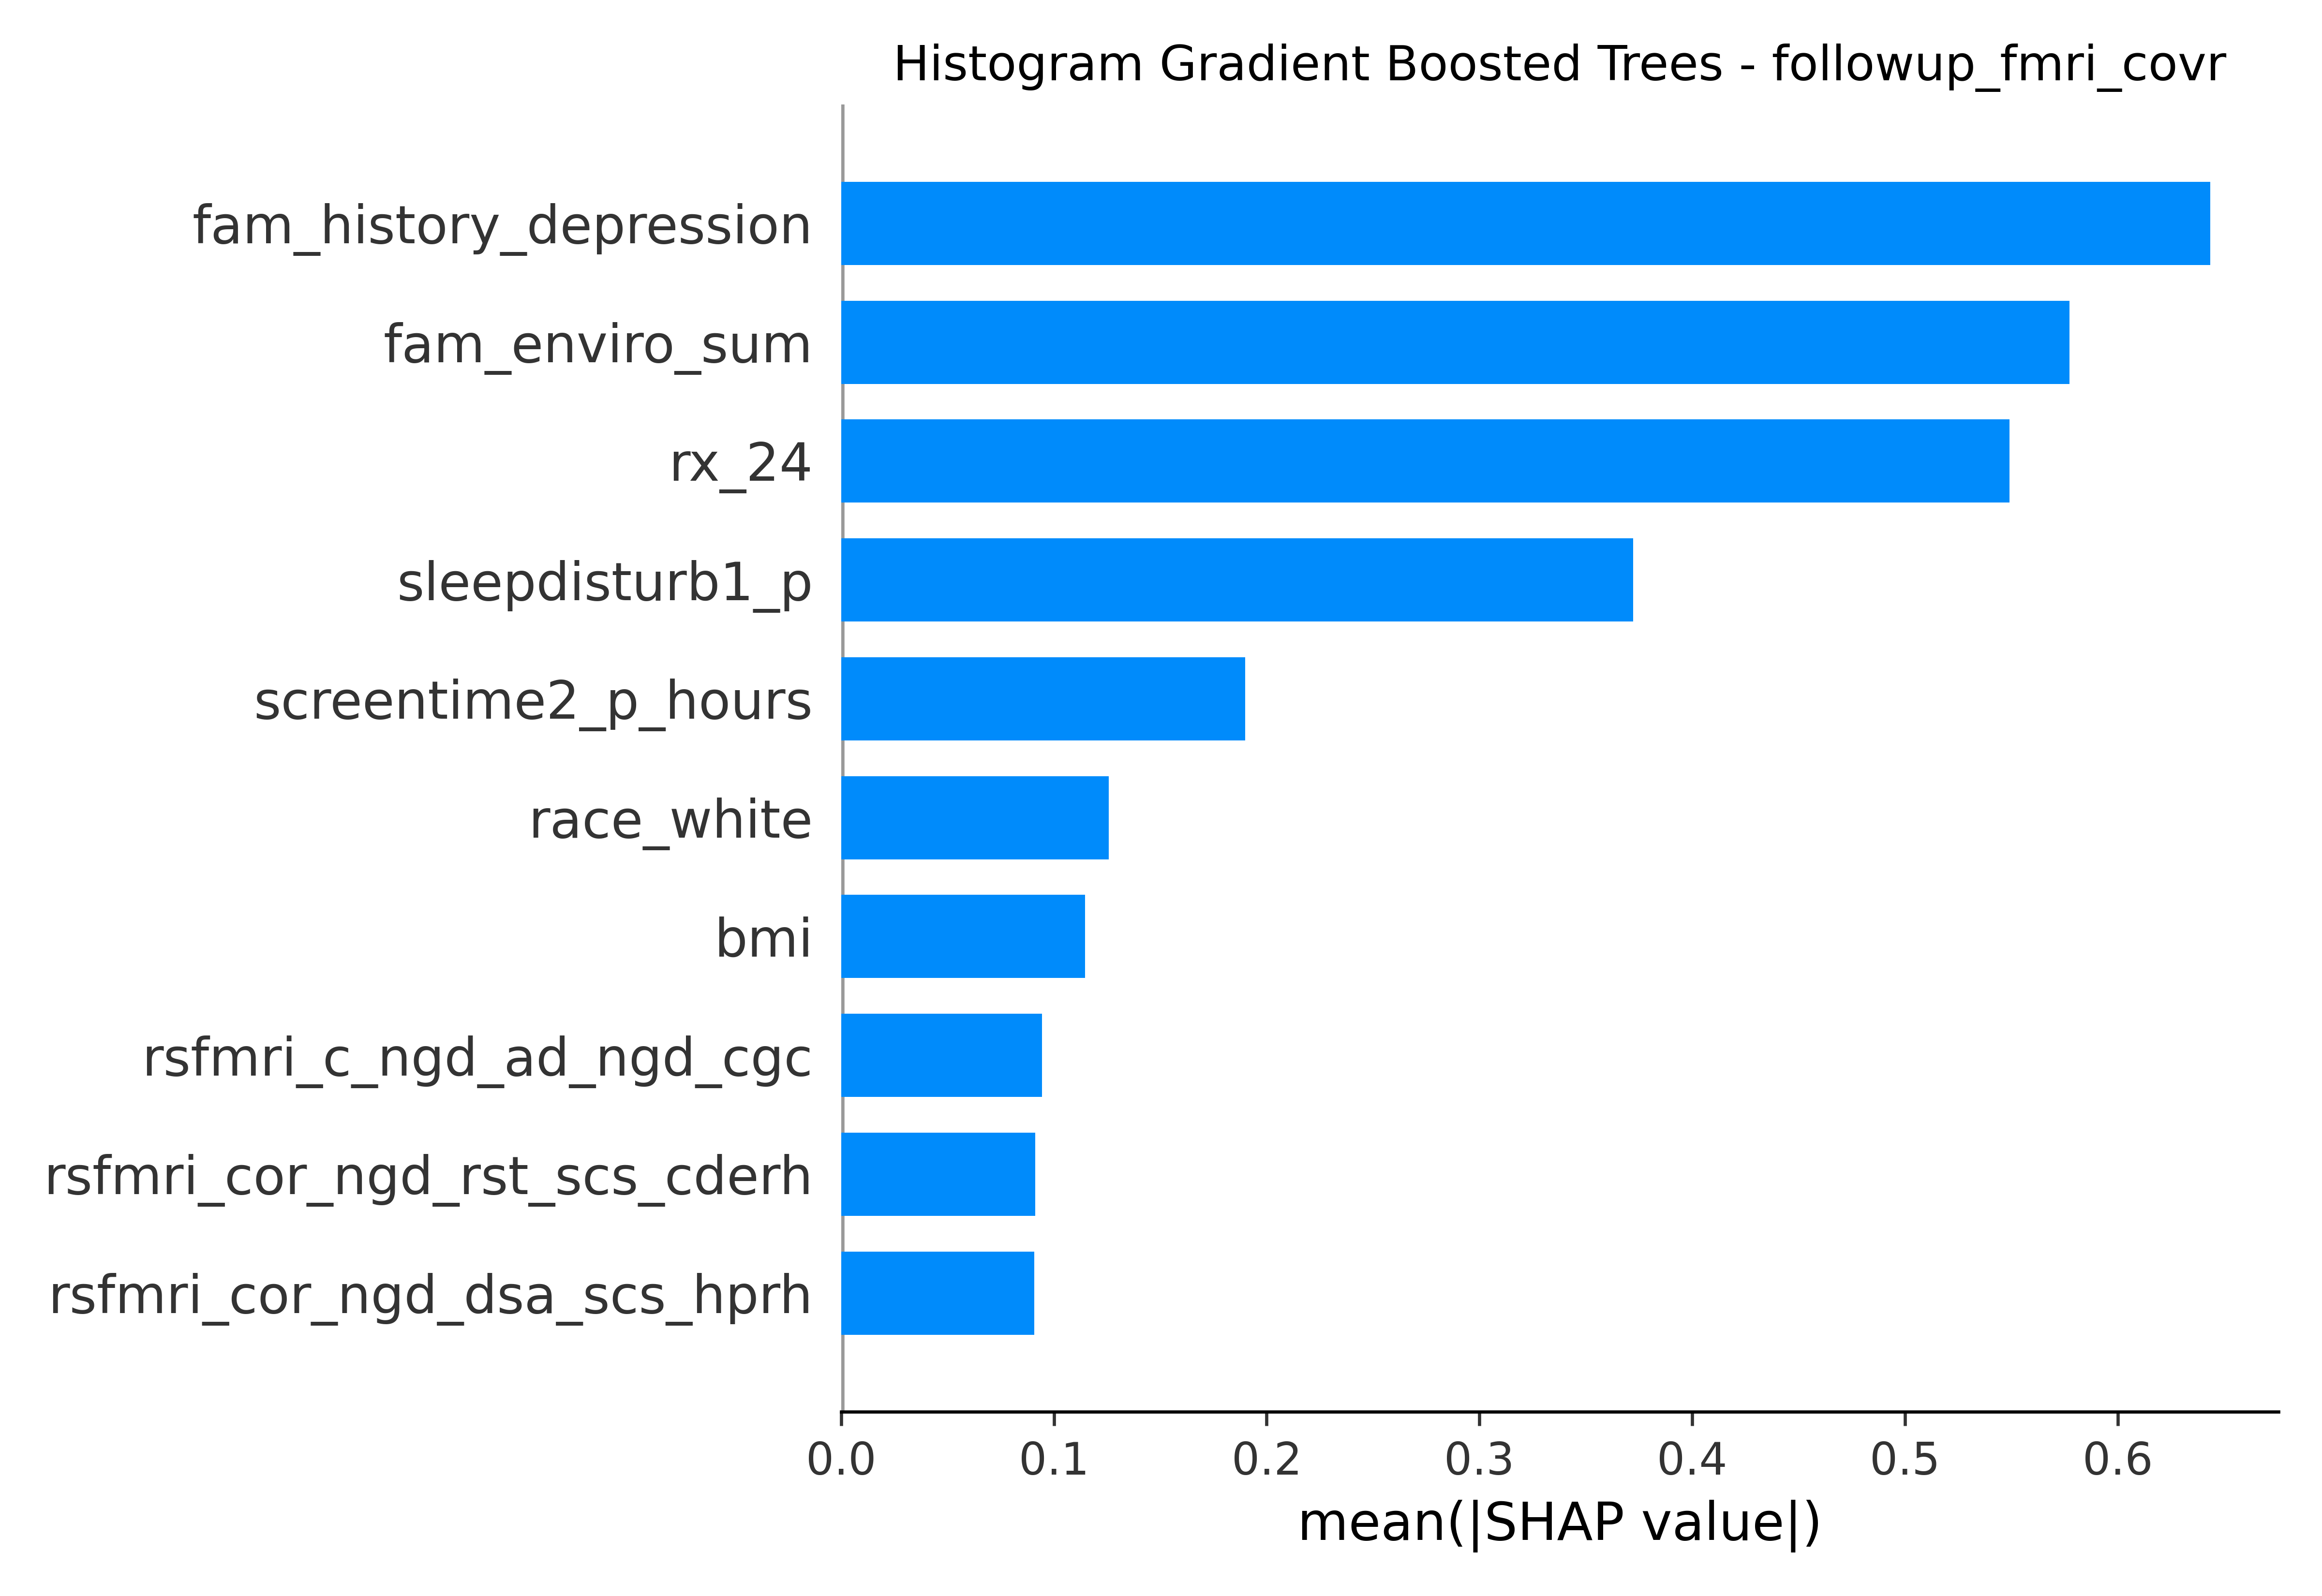 Histogram Gradient Boosted Trees - followup_fmri_covr
fam_history_depression
fam_enviro_sum
rx_24
sleepdisturb1_p
screentime2_p_hours
race_white
bmi
rsfmri_c_ngd_ad_ngd_cgc
rsfmri_cor_ngd_rst_scs_cderh
rsfmri_cor_ngd_dsa_scs_hprh
0.0 0.1 0.2 0.3 0.4 0.5 0.6
mean(|SHAP value|)